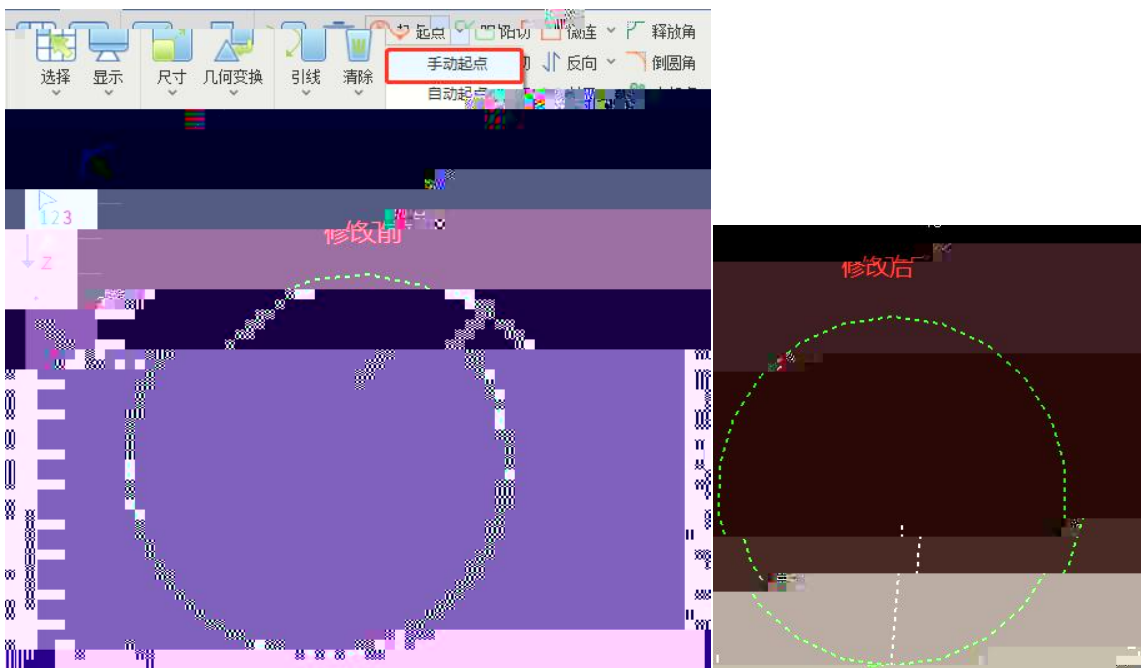 起点 微连 释放角
手动起点 反向 倒圆角
选择 显示 尺寸 几何变换 引线 清除
自动起点
123
修改前
Z
修改后